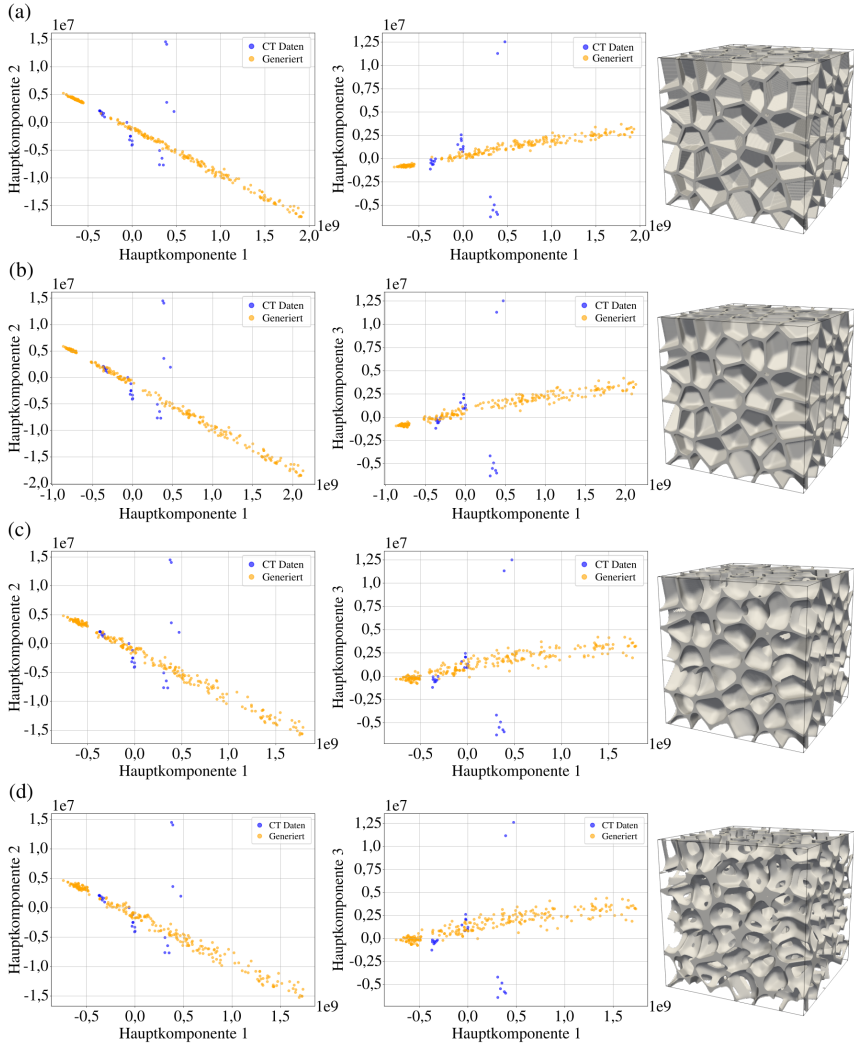 (a)
1e7
Hauptkomponente 2
1,5
1,0
0,5
0,0
-0,5
-1,0
-1,5
CT Daten
Generiert
-0,5 0,0 0,5 1,0 1,5 2,0
1e9
Hauptkomponente 1
1e7
Hauptkomponente 3
1,25
1,0
0,75
0,5
0,25
0,0
-0,25
-0,5
CT Daten
Generiert
-0,5 0,0 0,5 1,0 1,5 2,0
1e9
Hauptkomponente 1
(b)
1e7
Hauptkomponente 2
1,5
1,0
0,5
0,0
-0,5
-1,0
-1,5
-2,0
CT Daten
Generiert
-1,0 -0,5 0,0 0,5 1,0 1,5 2,0
1e9
Hauptkomponente 1
1e7
Hauptkomponente 3
1,25
1,0
0,75
0,5
0,25
0,0
-0,25
-0,5
CT Daten
Generiert
-1,0 -0,5 0,0 0,5 1,0 1,5 2,0
1e9
Hauptkomponente 1
(c)
1e7
Hauptkomponente 2
1,5
1,0
0,5
0,0
-0,5
-1,0
-1,5
CT Daten
Generiert
-0,5 0,0 0,5 1,0 1,5
1e9
Hauptkomponente 1
1e7
Hauptkomponente 3
1,25
1,0
0,75
0,5
0,25
0,0
-0,25
-0,5
CT Daten
Generiert
-0,5 0,0 0,5 1,0 1,5
1e9
Hauptkomponente 1
(d)
1e7
Hauptkomponente 2
1,5
1,0
0,5
0,0
-0,5
-1,0
-1,5
CT Daten
Generiert
-0,5 0,0 0,5 1,0 1,5
1e9
Hauptkomponente 1
1e7
Hauptkomponente 3
1,25
1,0
0,75
0,5
0,25
0,0
-0,25
-0,5
CT Daten
Generiert
-0,5 0,0 0,5 1,0 1,5
1e9
Hauptkomponente 1